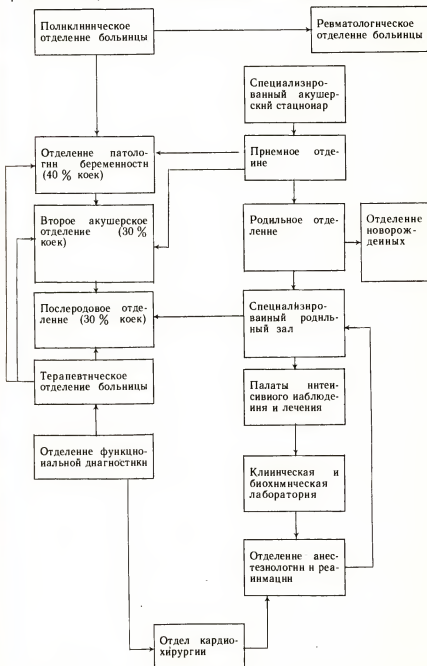 Поликлиническое
отделение больницы
Ревматологическое
отделение больницы
Специализиро-
ванный акушер-
ский стационар
Отделение патоло-
гии беременности
(40 % коек)
Приемное отде-
ление
Второе акушерское
отделение (30 %
коек)
Родильное отде-
ление
Отделение
новорож-
денных
Послеродовое отде-
ление (30 % коек)
Специализиро-
ванный родиль-
ный зал
Терапевтическое
отделение больницы
Палаты интен-
сивного наблюде-
ния и лечения
Отделение функцио-
нальной диагностики
Клиническая и
биохимическая
лаборатория
Отделение анес-
тезиологии и реа-
нимации
Отдел кардио-
хирургии